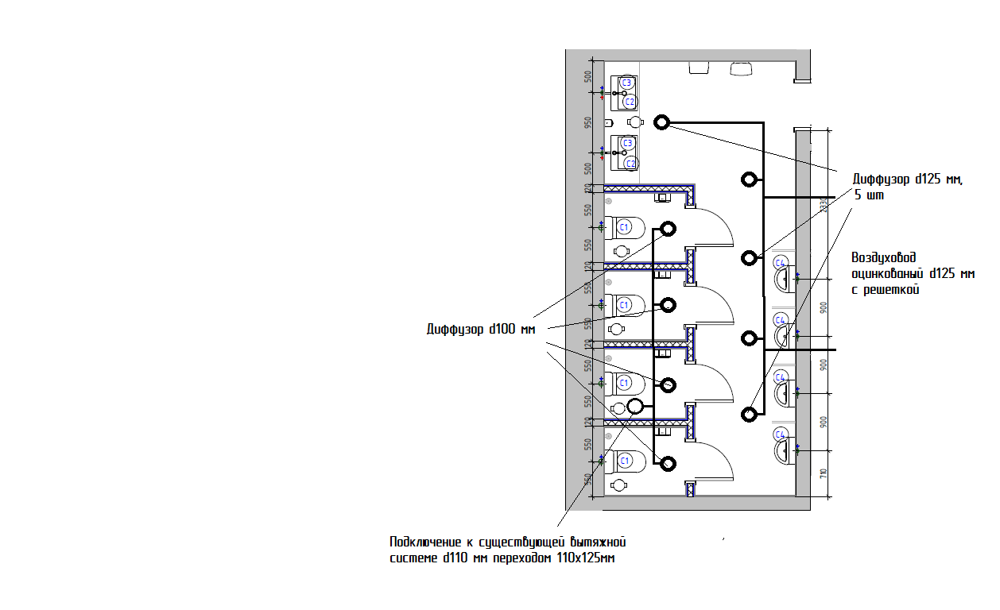 500
C3
C2
950
C3
C2
500
120
550
C1
550
120
550
C1
550
120
550
C1
550
120
550
C1
550
2330
C4
900
C4
900
C4
900
C4
710
Диффузор d125 мм,
5 шт
Воздуховод
оцинкованый d125 мм
с решеткой
Диффузор d100 мм
Подключение к существующей вытяжной
системе d110 мм переходом 110х125мм